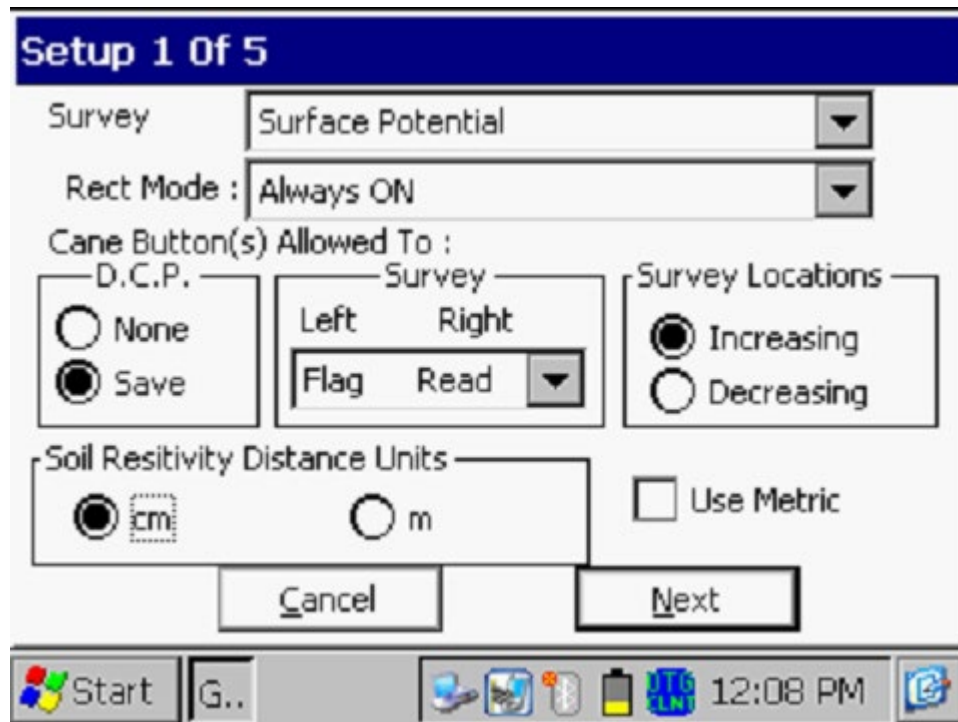 Setup 1 Of 5
Survey Surface Potential
Rect Mode : Always ON
Cane Button(s) Allowed To :
D.C.P. Survey Survey Locations
None Left Right Increasing
Save Flag Read Decreasing
Soil Resitivity Distance Units
cm m Use Metric
Cancel Next
Start G.. DTG CLNT 12:08 PM